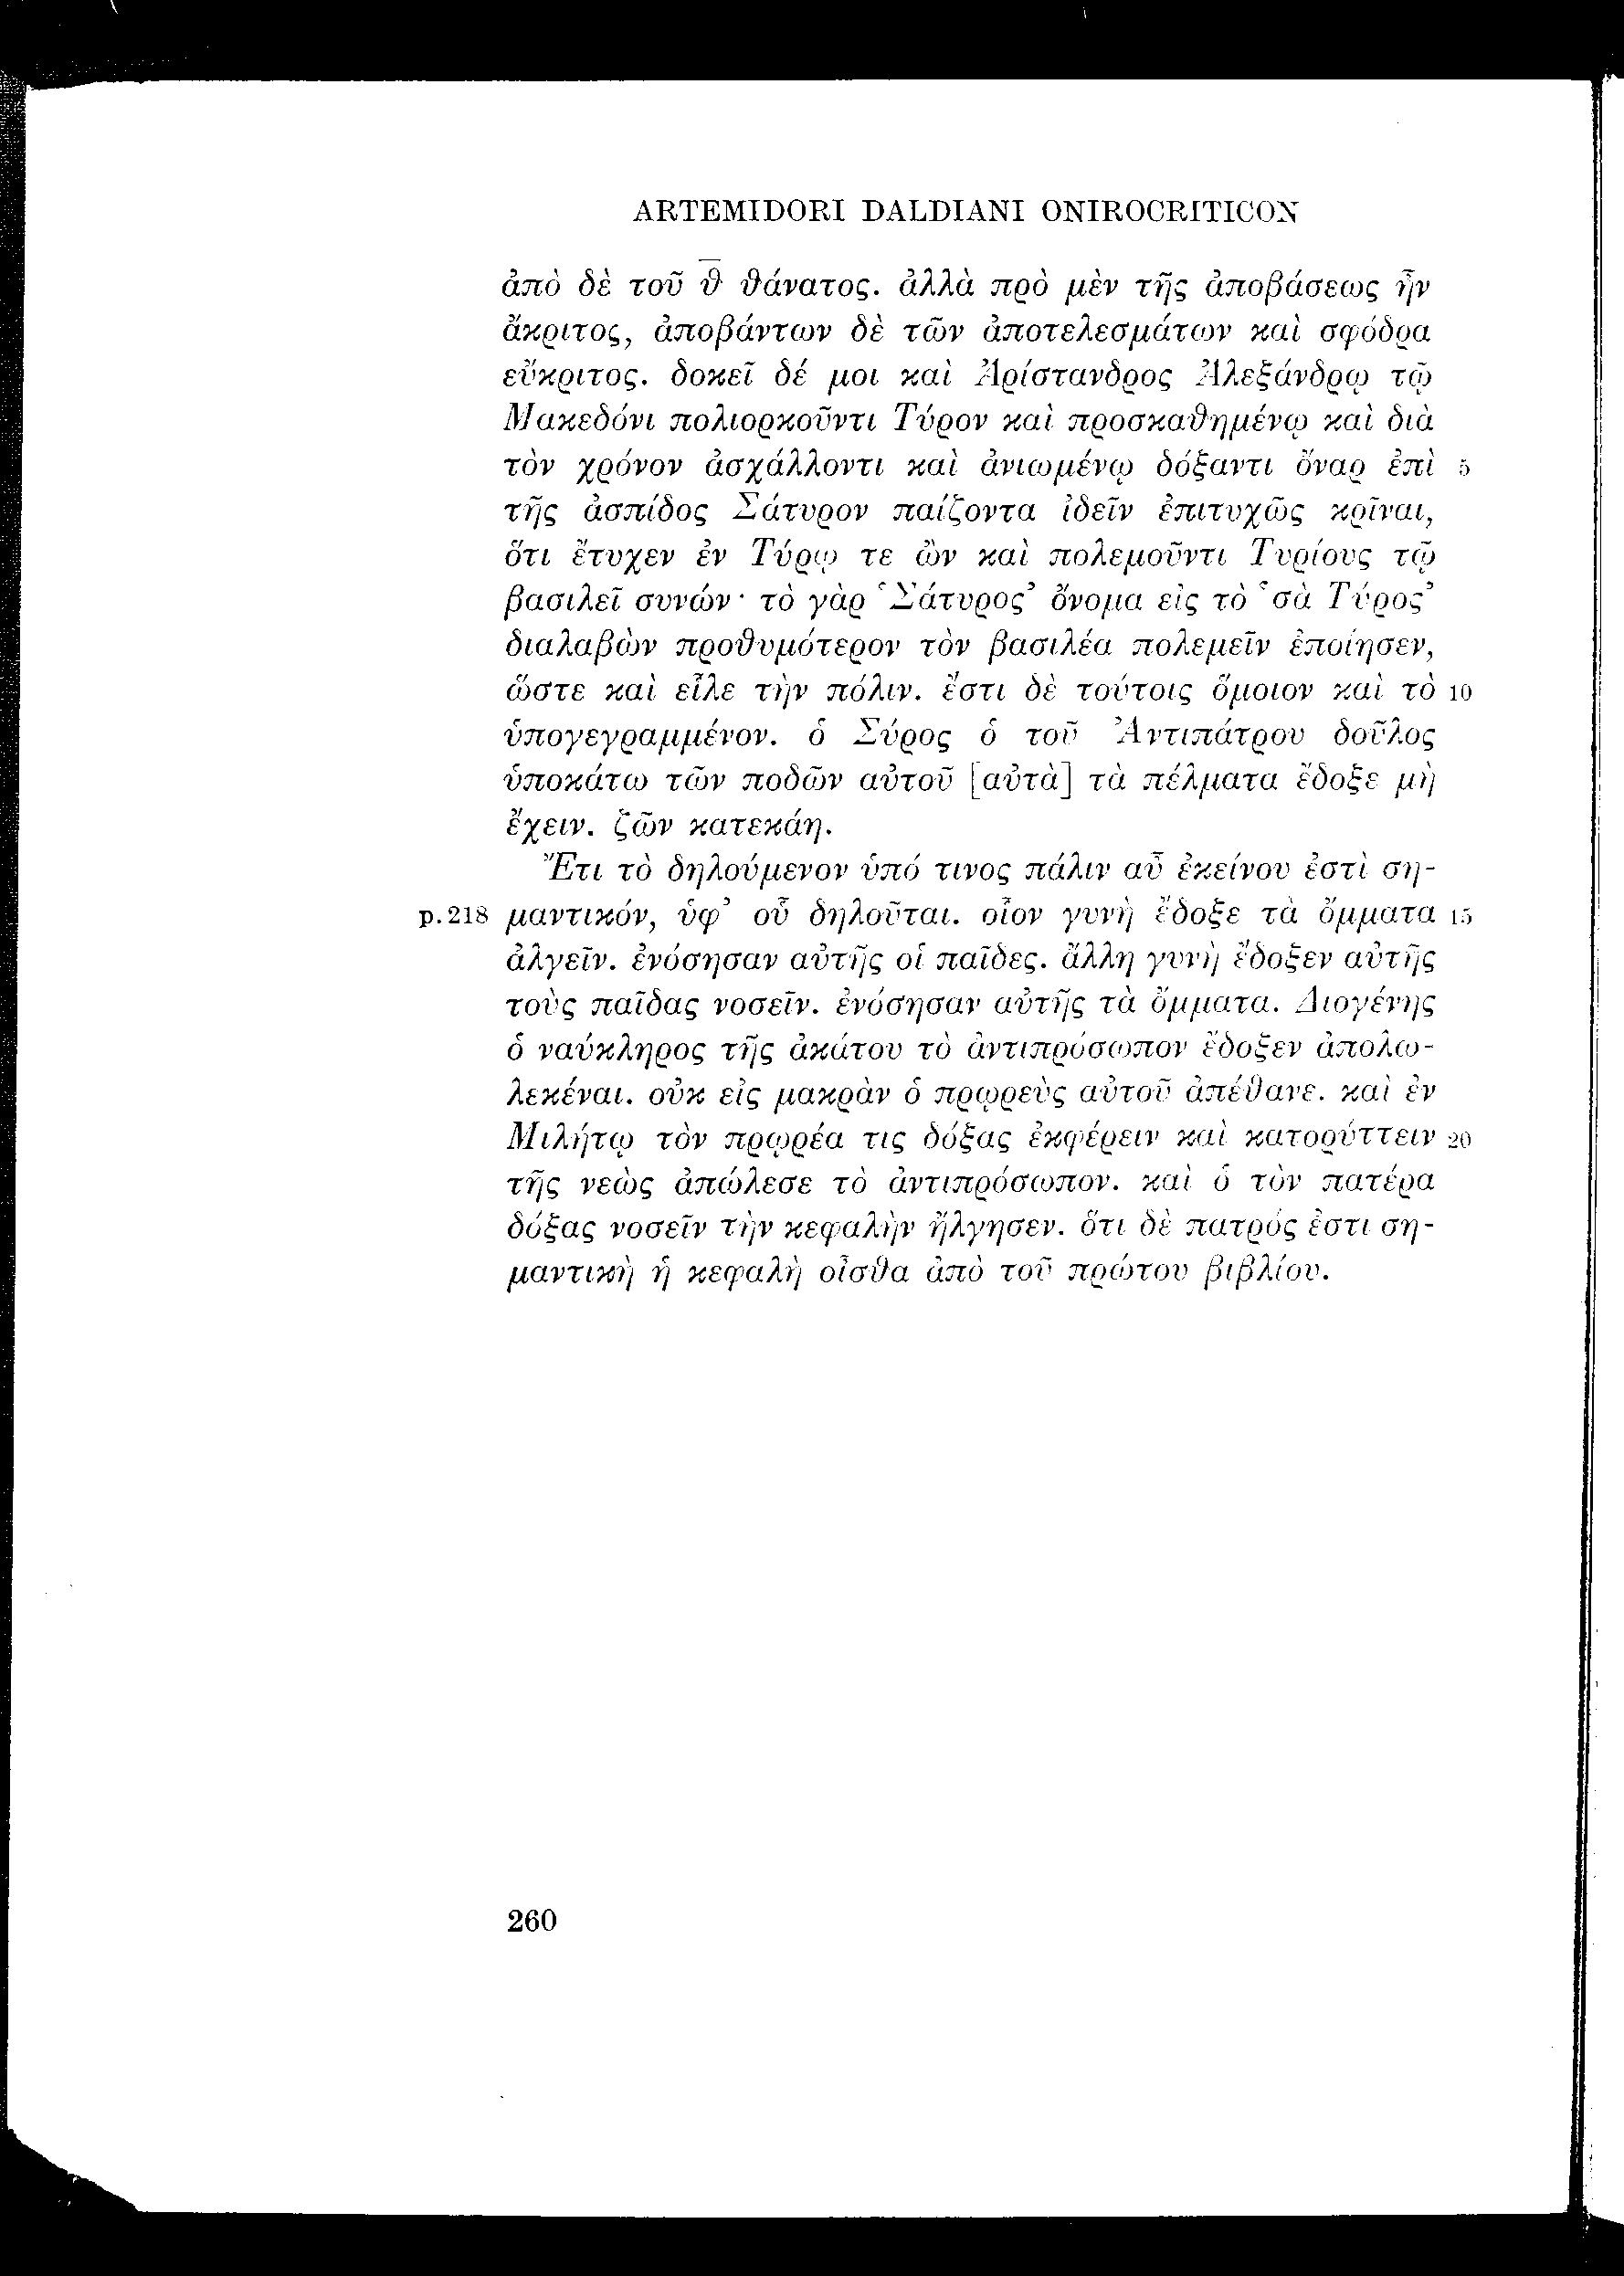 ARTEMIDORI DALDIANI ONIROCRITICON
ἀπὸ δὲ τοῦ θ̅ θάνατος. ἀλλὰ πρὸ μὲν τῆς ἀποβάσεως ἦν
ἄκριτος, ἀποβάντων δὲ τῶν ἀποτελεσμάτων καὶ σφόδρα
εὔκριτος. δοκεῖ δέ μοι καὶ Ἀρίστανδρος Ἀλεξάνδρῳ τῷ
Μακεδόνι πολιορκοῦντι Τύρον καὶ προσκαθημένῳ καὶ διὰ
τὸν χρόνον ἀσχάλλοντι καὶ ἀνιωμένῳ δόξαντι ὄναρ ἐπὶ 5
τῆς ἀσπίδος Σάτυρον παίζοντα ἰδεῖν ἐπιτυχῶς κρῖναι,
ὅτι ἔτυχεν ἐν Τύρῳ τε ὢν καὶ πολεμοῦντι Τυρίους τῷ
βασιλεῖ συνών· τὸ γὰρ ‘Σάτυρος’ ὄνομα εἰς τὸ ‘σὰ Τύρος’
διαλαβὼν προθυμότερον τὸν βασιλέα πολεμεῖν ἐποίησεν,
ὥστε καὶ εἷλε τὴν πόλιν. ἔστι δὲ τούτοις ὅμοιον καὶ τὸ 10
ὑπογεγραμμένον. ὁ Σύρος ὁ τοῦ Ἀντιπάτρου δοῦλος
ὑποκάτω τῶν ποδῶν αὐτοῦ [αὐτὰ] τὰ πέλματα ἔδοξε μὴ
ἔχειν. ζῶν κατεκάη.
Ἔτι τὸ δηλούμενον ὑπό τινος πάλιν αὖ ἐκείνου ἐστὶ ση-
p. 218 μαντικόν, ὑφ’ οὗ δηλοῦται. οἷον γυνὴ ἔδοξε τὰ ὄμματα 15
ἀλγεῖν. ἐνόσησαν αὐτῆς οἱ παῖδες. ἄλλη γυνὴ ἔδοξεν αὐτῆς
τοὺς παῖδας νοσεῖν. ἐνόσησαν αὐτῆς τὰ ὄμματα. Διογένης
ὁ ναύκληρος τῆς ἀκάτου τὸ ἀντιπρόσωπον ἔδοξεν ἀπολω-
λεκέναι. οὐκ εἰς μακρὰν ὁ πρῳρεὺς αὐτοῦ ἀπέθανε. καὶ ἐν
Μιλήτῳ τὸν πρῳρέα τις δόξας ἐκφέρειν καὶ κατορύττειν 20
τῆς νεὼς ἀπώλεσε τὸ ἀντιπρόσωπον. καὶ ὁ τὸν πατέρα
δόξας νοσεῖν τὴν κεφαλὴν ἤλγησεν. ὅτι δὲ πατρός ἐστι ση-
μαντικὴ ἡ κεφαλὴ οἶσθα ἀπὸ τοῦ πρώτου βιβλίου.
260